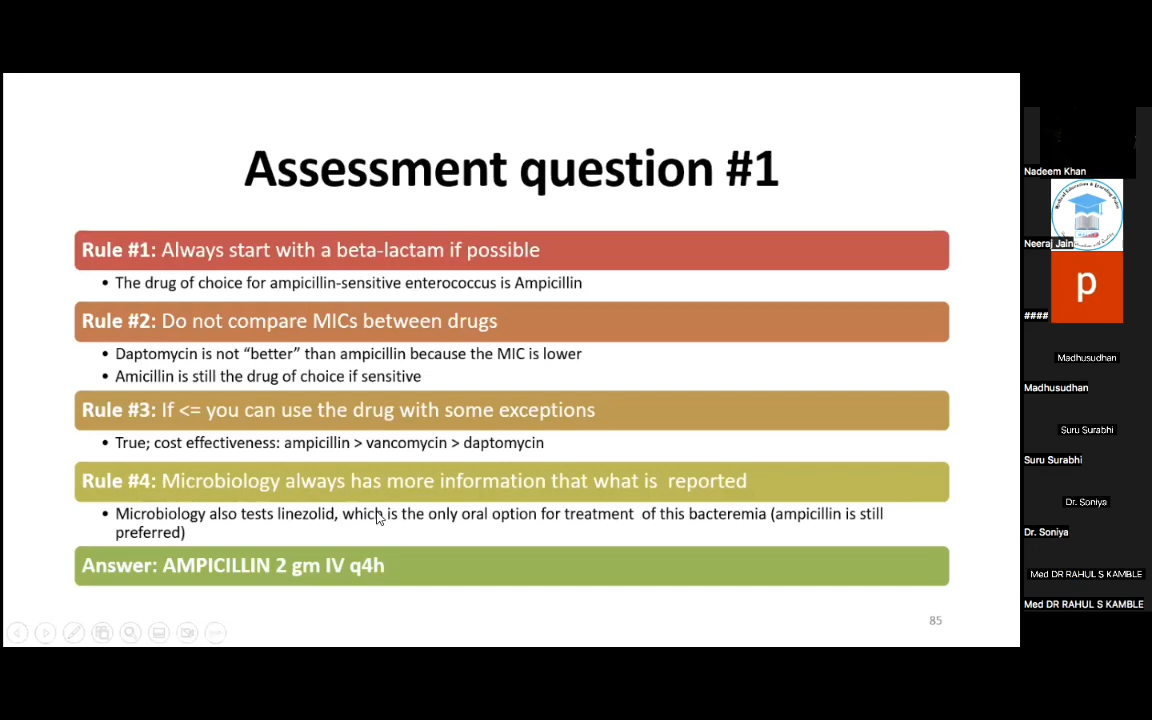 Assessment question #1
Rule #1: Always start with a beta-lactam if possible
• The drug of choice for ampicillin-sensitive enterococcus is Ampicillin
Rule #2: Do not compare MICs between drugs
• Daptomycin is not “better” than ampicillin because the MIC is lower
• Amicillin is still the drug of choice if sensitive
Rule #3: If <= you can use the drug with some exceptions
• True; cost effectiveness: ampicillin > vancomycin > daptomycin
Rule #4: Microbiology always has more information that what is reported
• Microbiology also tests linezolid, which is the only oral option for treatment of this bacteremia (ampicillin is still
preferred)
Answer: AMPICILLIN 2 gm IV q4h
85
Nadeem Khan
Neeraj Jain
p
####
Madhusudhan
Madhusudhan
Suru Surabhi
Suru Surabhi
Dr. Soniya
Dr. Soniya
Med DR RAHUL S KAMBLE
Med DR RAHUL S KAMBLE